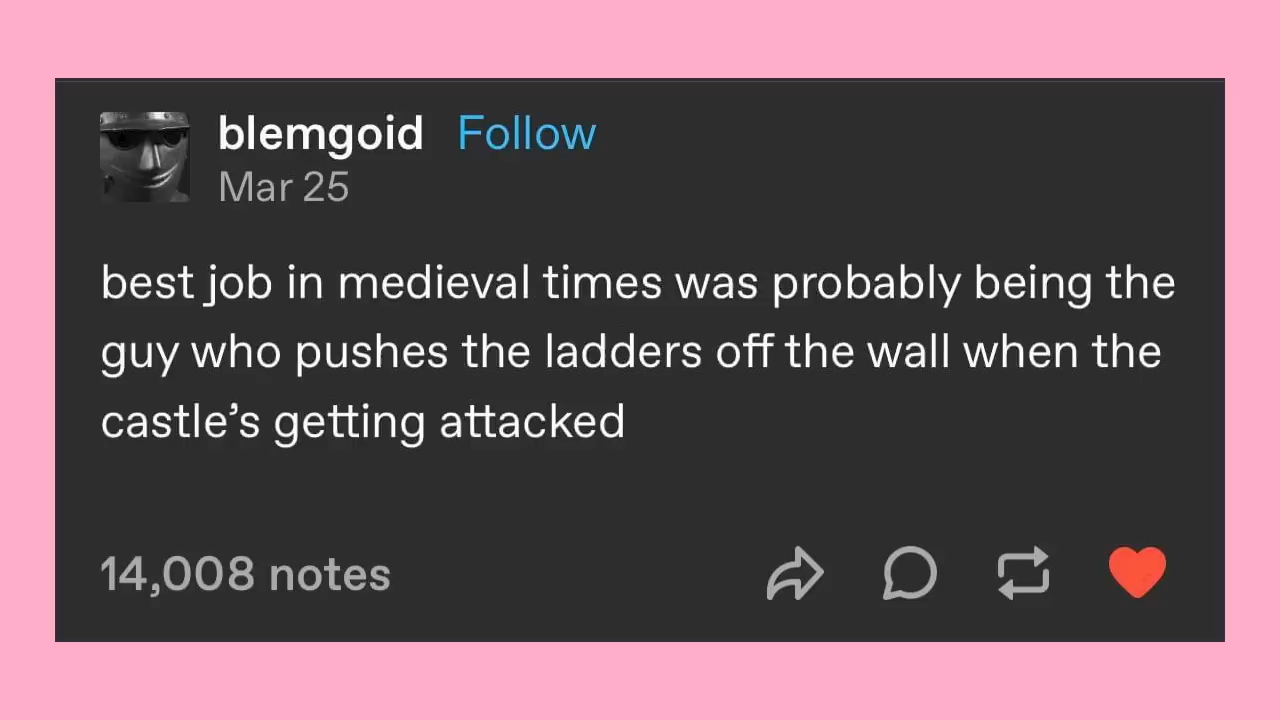 blemgoid Follow
Mar 25
best job in medieval times was probably being the
guy who pushes the ladders off the wall when the
castle’s getting attacked
14,008 notes